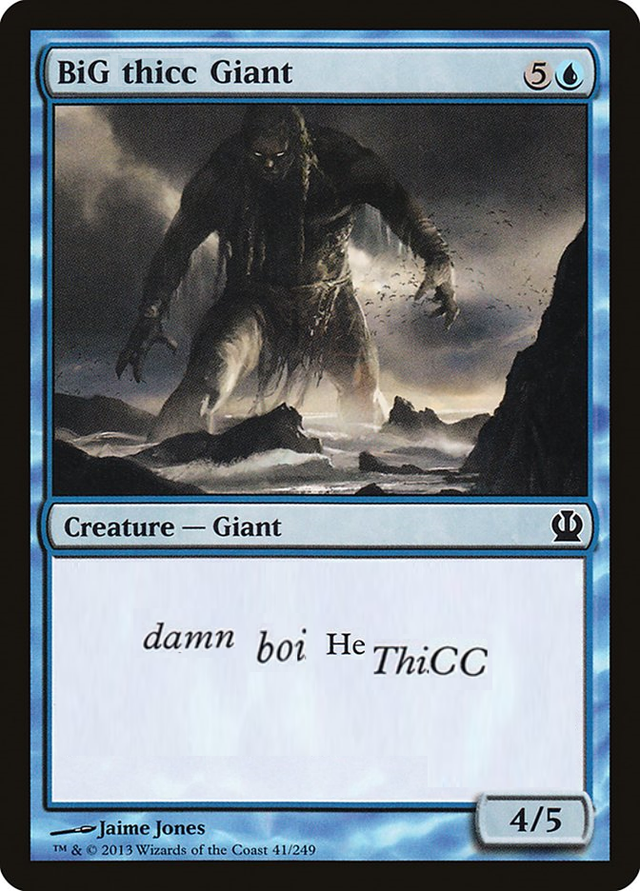 BiG thicc Giant 5
Creature — Giant
damn boi He ThiCC
4/5
Jaime Jones
™ & © 2013 Wizards of the Coast 41/249